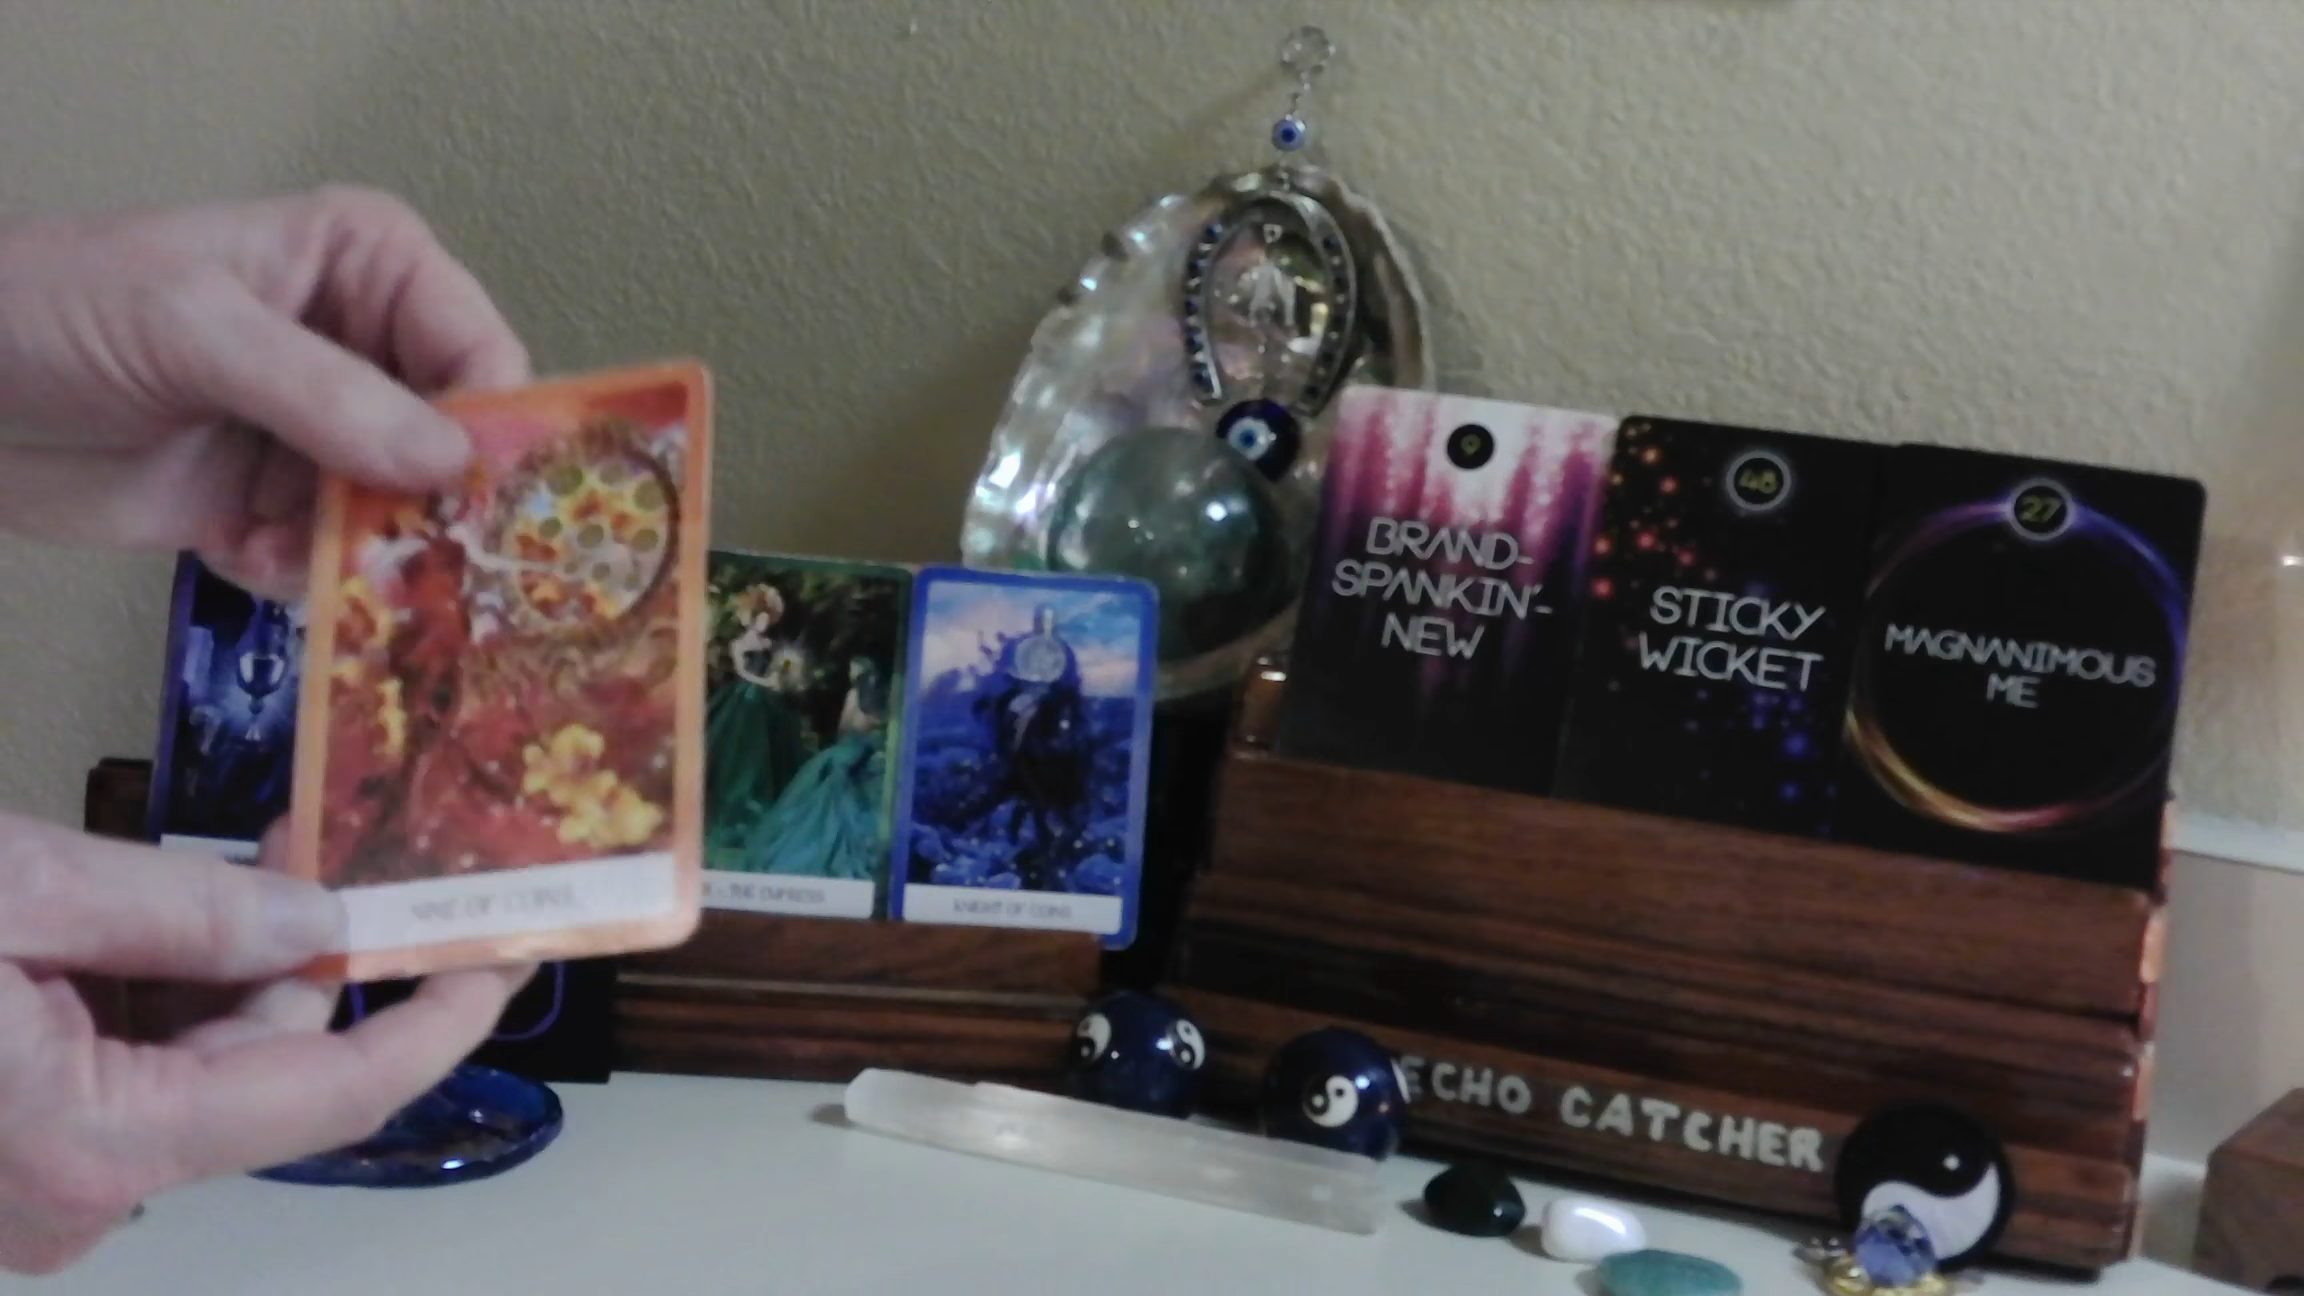 9
BRAND-
SPANKIN'-
NEW
48
STICKY
WICKET
27
MAGNANIMOUS
ME
NINE OF COINS
THE EMPRESS
KNIGHT OF COINS
ECHO CATCHER